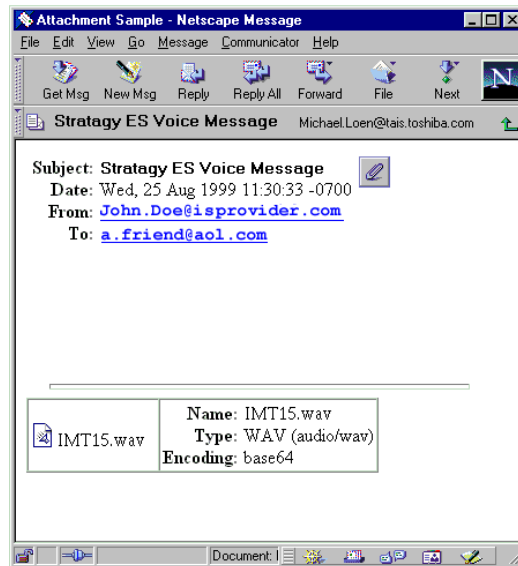 Attachment Sample - Netscape Message
File Edit View Go Message Communicator Help
Get Msg New Msg Reply Reply All Forward File Next
N
Stratagy ES Voice Message Michael.Loen@tais.toshiba.com
Subject: Stratagy ES Voice Message
Date: Wed, 25 Aug 1999 11:30:33 -0700
From: John.Doe@isprovider.com
To: a.friend@aol.com
IMT15.wav
Name: IMT15.wav
Type: WAV (audio/wav)
Encoding: base64
Document: